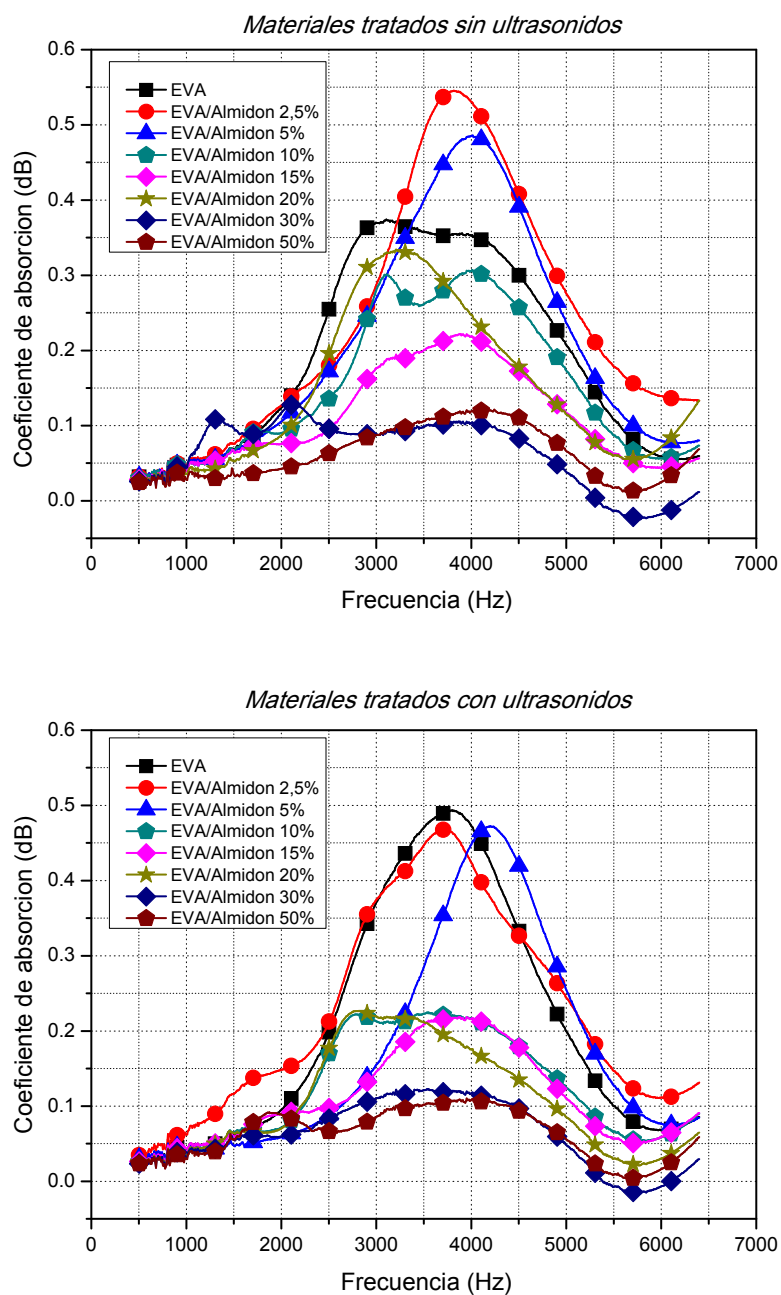 Materiales tratados sin ultrasonidos
0.6
0.5
0.4
0.3
0.2
0.1
0.0
Coeficiente de absorcion (dB)
EVA
EVA/Almidon 2,5%
EVA/Almidon 5%
EVA/Almidon 10%
EVA/Almidon 15%
EVA/Almidon 20%
EVA/Almidon 30%
EVA/Almidon 50%
0 1000 2000 3000 4000 5000 6000 7000
Frecuencia (Hz)
Materiales tratados con ultrasonidos
0.6
0.5
0.4
0.3
0.2
0.1
0.0
Coeficiente de absorcion (dB)
EVA
EVA/Almidon 2,5%
EVA/Almidon 5%
EVA/Almidon 10%
EVA/Almidon 15%
EVA/Almidon 20%
EVA/Almidon 30%
EVA/Almidon 50%
0 1000 2000 3000 4000 5000 6000 7000
Frecuencia (Hz)